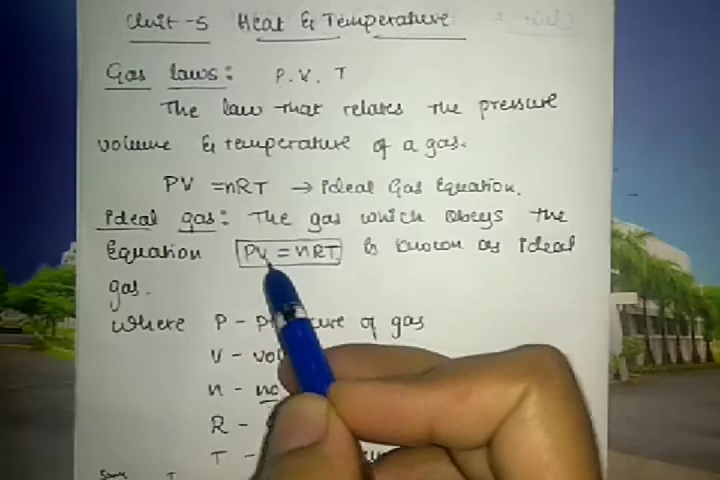 Unit - 5 Heat & Temperature
Gas laws: P. V. T
The law that relates the pressure
volume & temperature of a gas.
PV = nRT → Ideal Gas Equation.
Ideal gas: The gas which obeys the
Equation PV = nRT is known as ideal
gas.
where P - of gas
V -
n - no
R -
T -